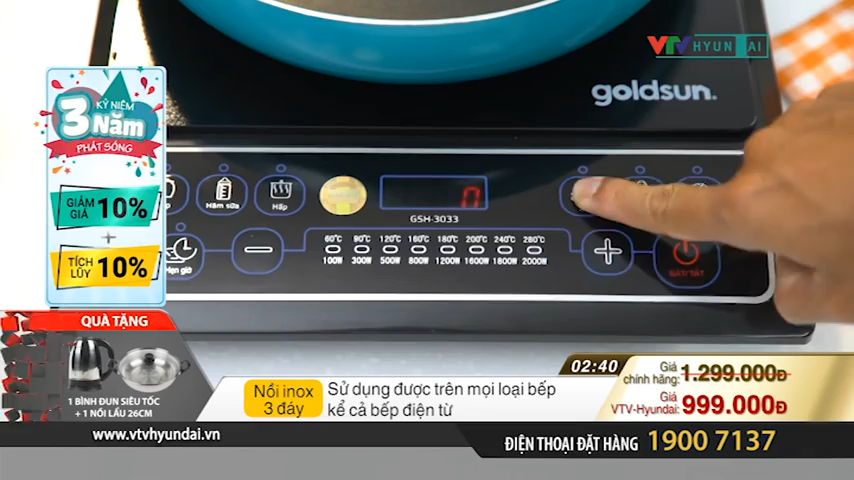 VTV HYUNDAI
goldsun.
KỶ NIỆM
3 Năm
PHÁT SÓNG
GIẢM GIÁ 10%
+
TÍCH LŨY 10%
Hâm sữa
Hấp
GSH-3033
60°C 90°C 120°C 160°C 180°C 200°C 240°C 280°C
100W 300W 500W 800W 1200W 1600W 1800W 2000W
Hẹn giờ
−
+
BẬT/TẮT
QUÀ TẶNG
1 BÌNH ĐUN SIÊU TỐC
+ 1 NỒI LẨU 26CM
Nồi inox
3 đáy
Sử dụng được trên mọi loại bếp
kể cả bếp điện từ
02:40
Giá chính hãng: 1.299.000Đ
Giá VTV-Hyundai: 999.000Đ
www.vtvhyundai.vn
ĐIỆN THOẠI ĐẶT HÀNG 1900 7137